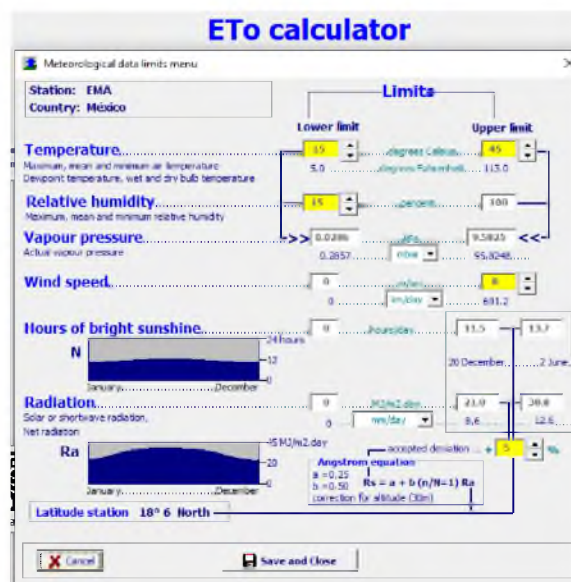 ETo calculator
Meteorological data limits menu
Station: EMA
Country: México
Limits
Lower limit Upper limit
Temperature 45
Maximum, mean and minimum air temperature degrees Celsius
Dewpoint temperature, wet and dry bulb temperature 5.0 degrees Fahrenheit 113.0
Relative humidity 15 percent 100
Maximum, mean and minimum relative humidity
Vapour pressure >> 0.0286 kPa 9.5825 <<
Actual vapour pressure 0.2857 mbar 95.8248
Wind speed 0 m/sec 8
0 km/day 691.2
Hours of bright sunshine 0 hours/day 11.5 13.7
N 24 hours
12
0
20 December 2 June
January December
Radiation 0 MJ/m2.day
Solar or shortwave radiation, 0 mm/day 12.6
Net radiation
accepted deviation + 5 %
Ra 45 MJ/m2.day
20
0
January December
Angstrom equation
a =0.25
b =0.50 Rs = a + b (n/N=1) Ra
correction for altitude (30m)
Latitude station 18° 6 North
Cancel Save and Close